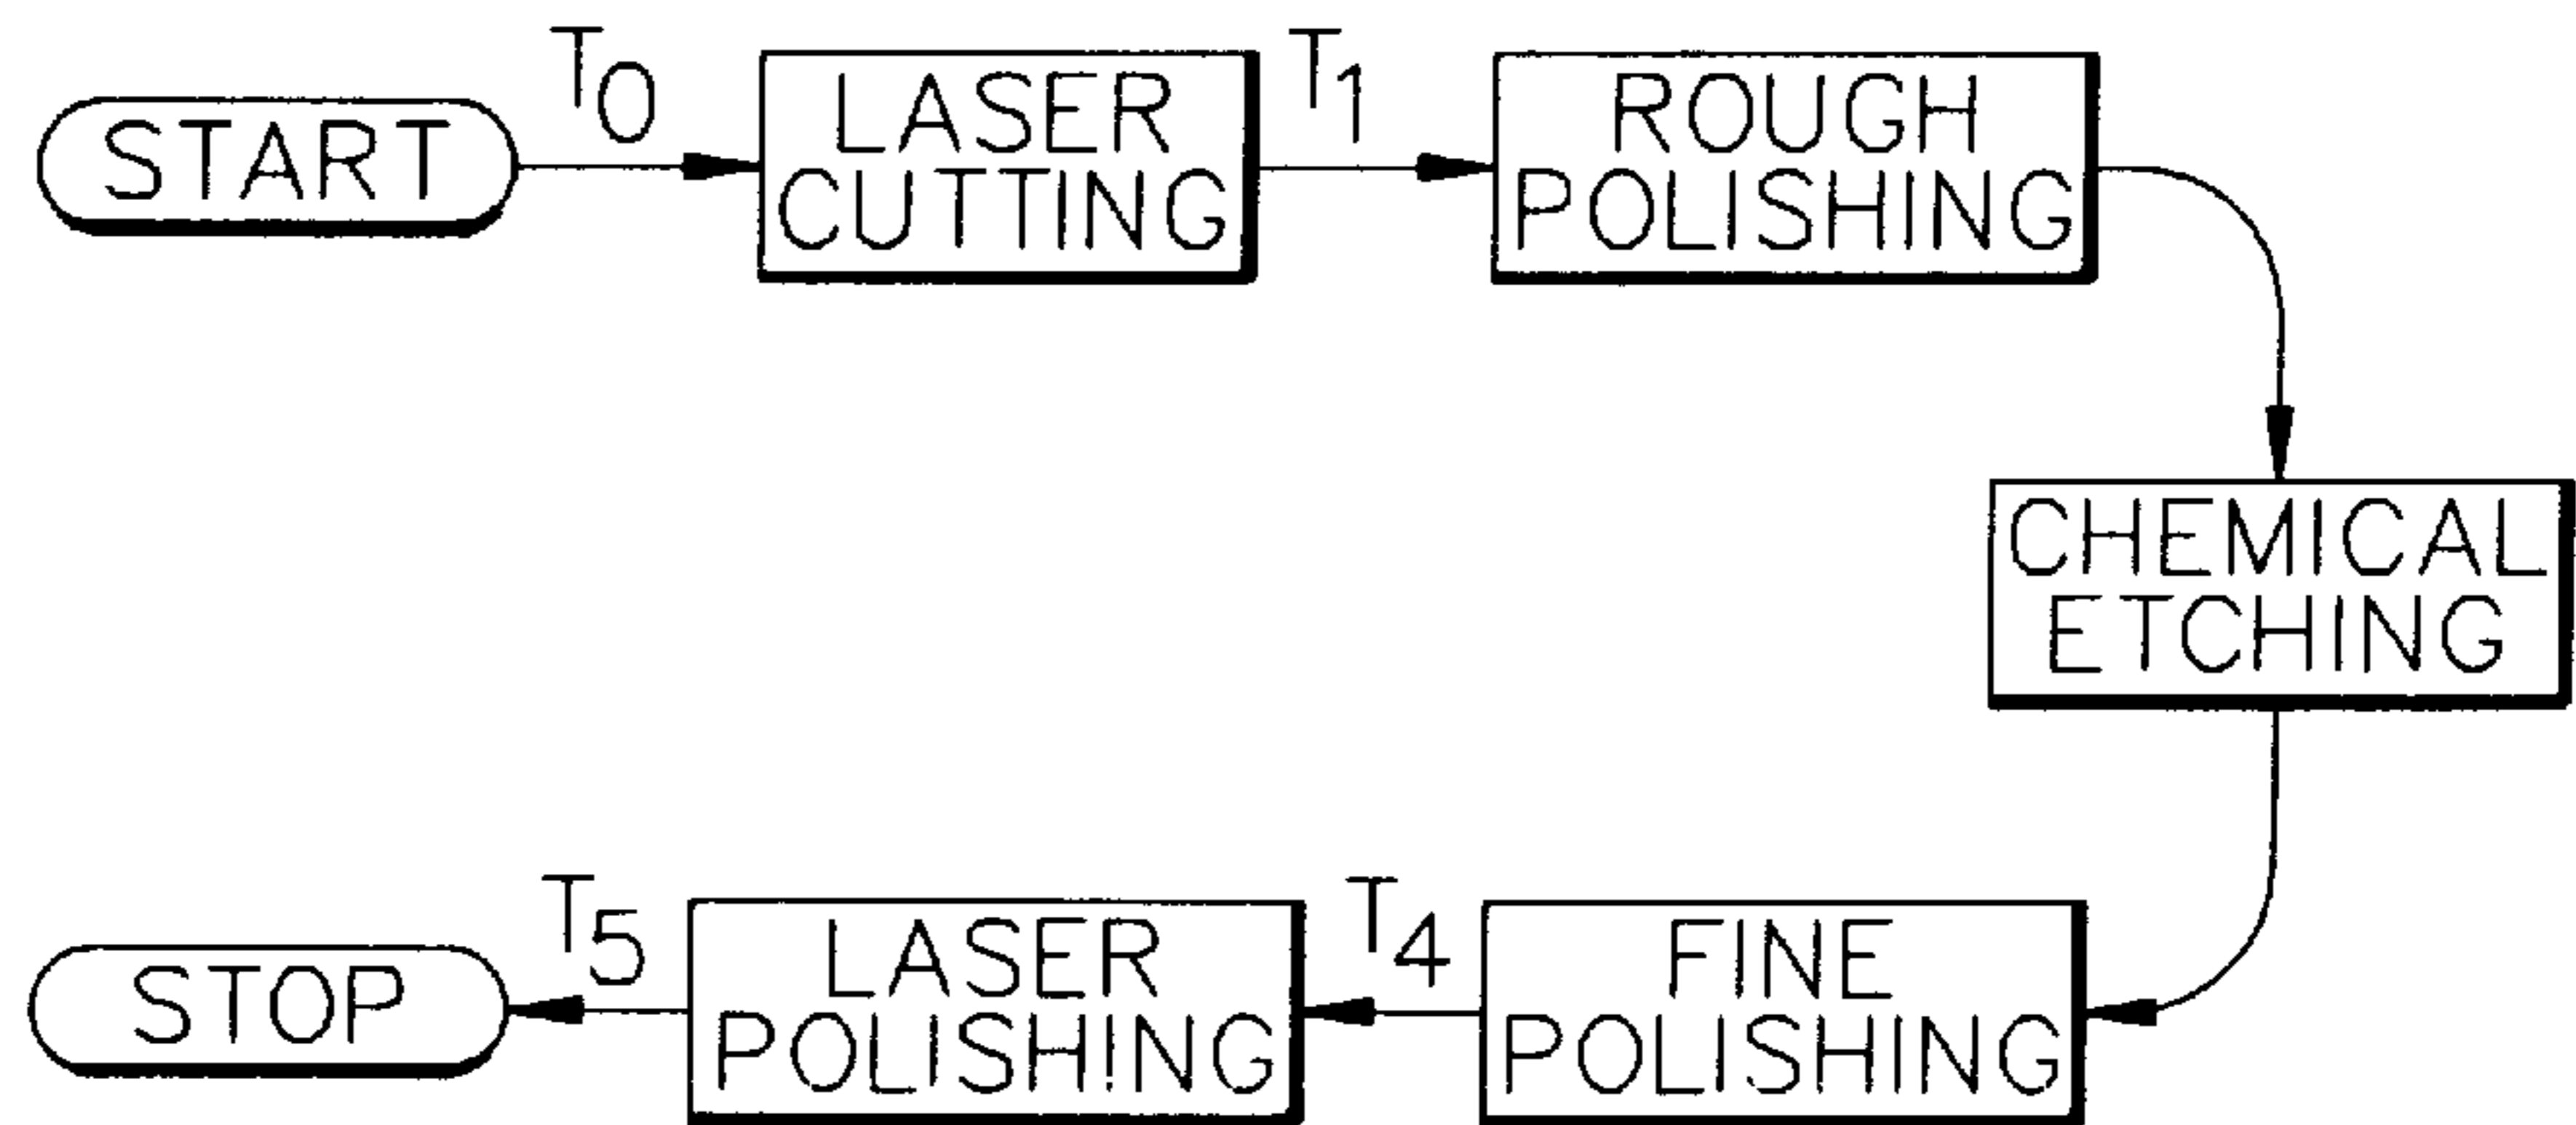 START
T0
LASER
CUTTING
T1
ROUGH
POLISHING
CHEMICAL
ETCHING
FINE
POLISHING
T4
LASER
POLISHING
T5
STOP